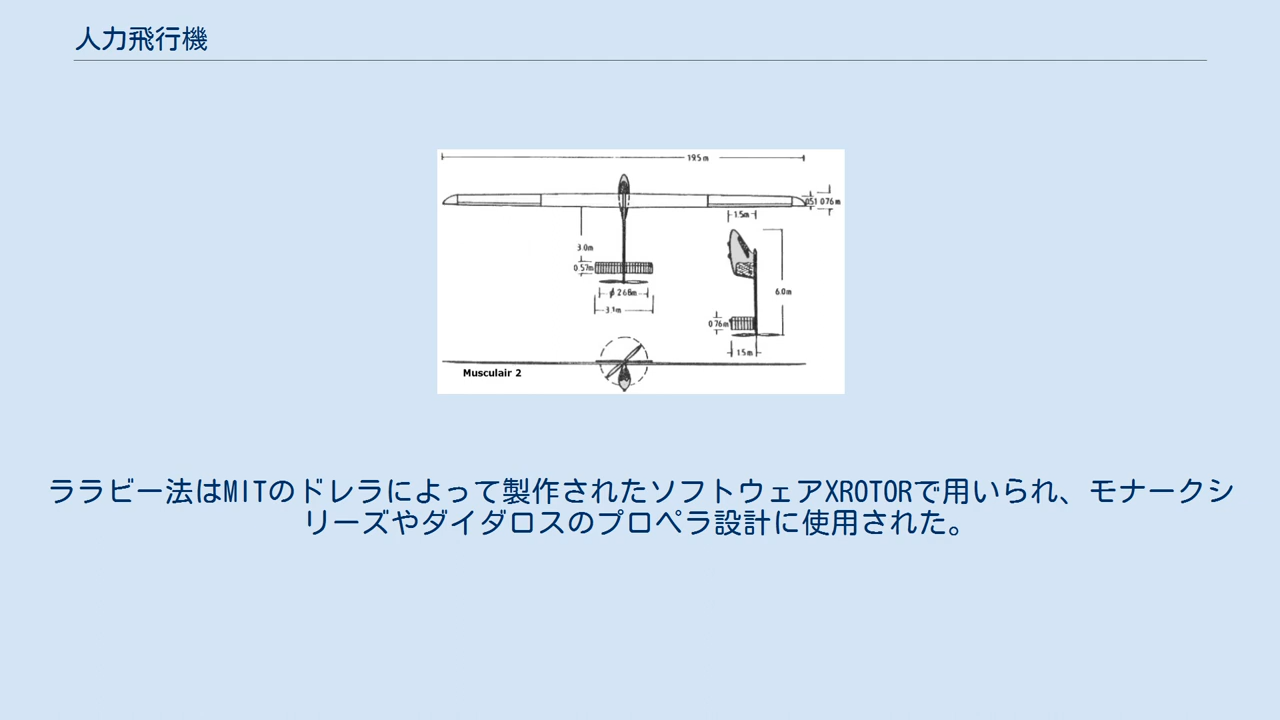 人力飛行機
19.5 m
0.51 0.76 m
1.5m
3.0m
0.57m
ϕ 2.68m
6.0m
3.1m
0.76m
1.5m
Musculair 2
ララビー法はMITのドレラによって製作されたソフトウェアXROTORで用いられ、モナークシ
リーズやダイダロスのプロペラ設計に使用された。